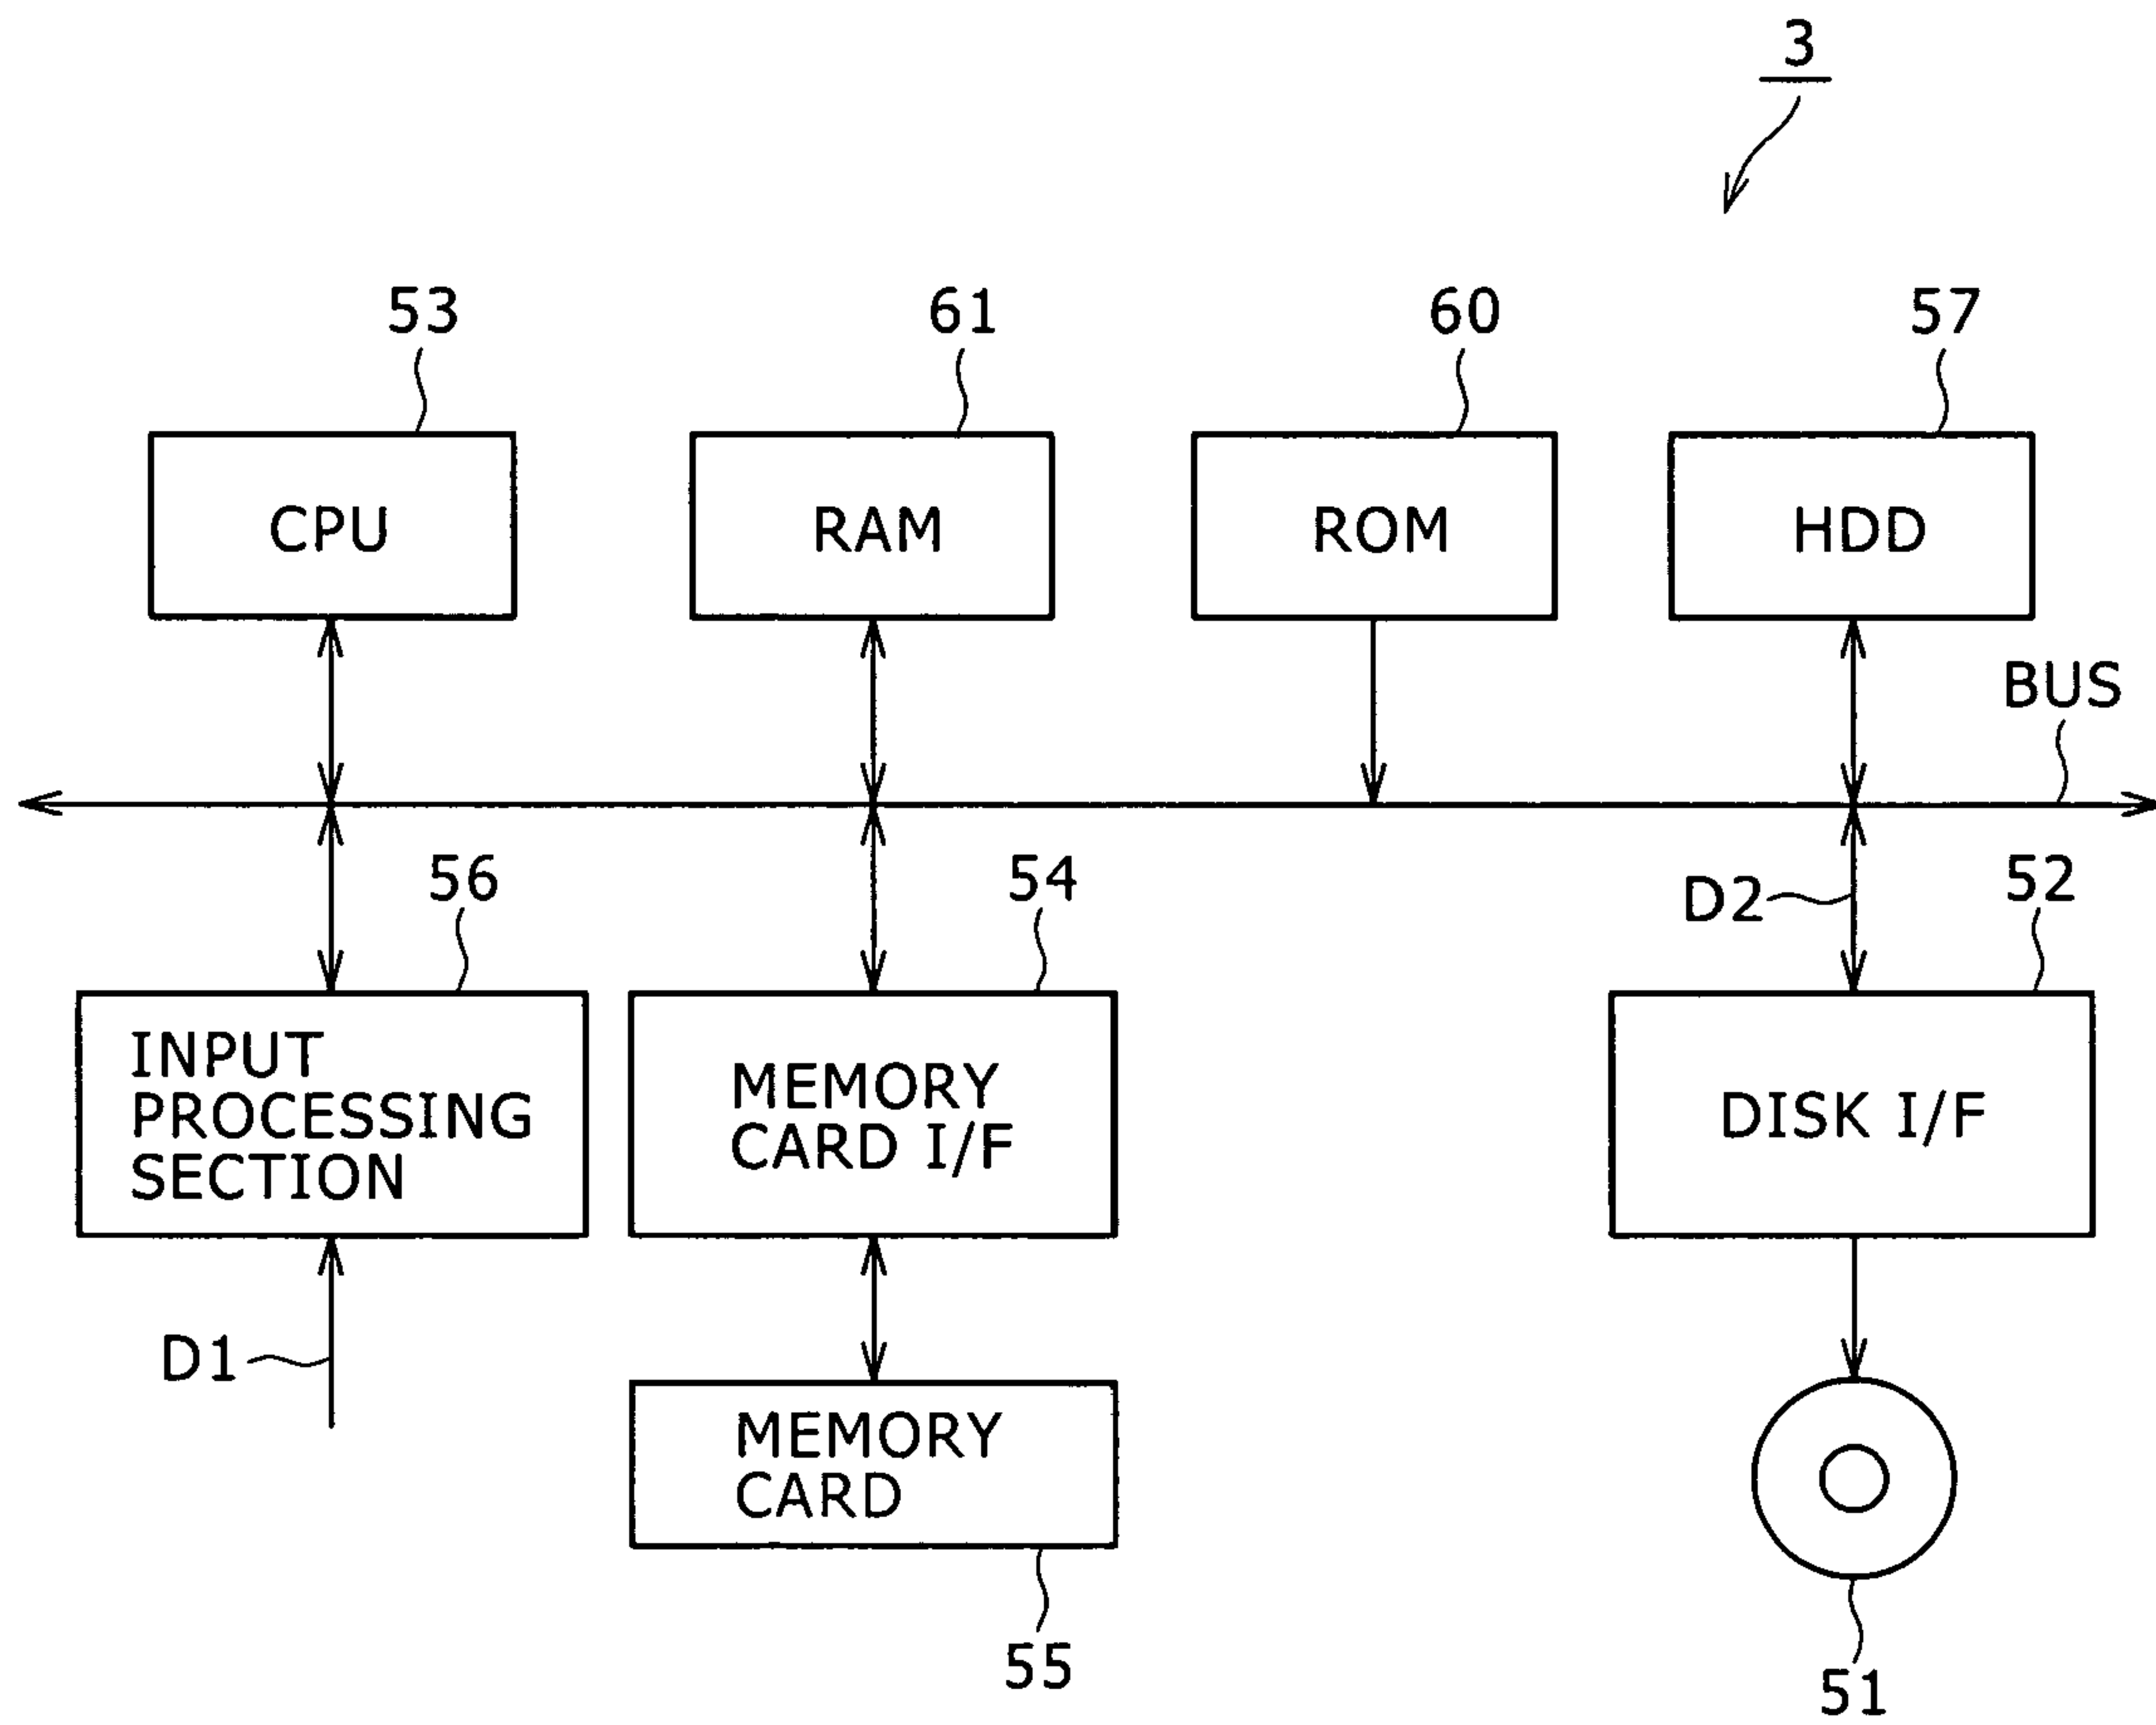 3
53
61
60
57
CPU
RAM
ROM
HDD
BUS
56
54
D2
52
INPUT
PROCESSING
SECTION
MEMORY
CARD I/F
DISK I/F
D1
MEMORY
CARD
55
51